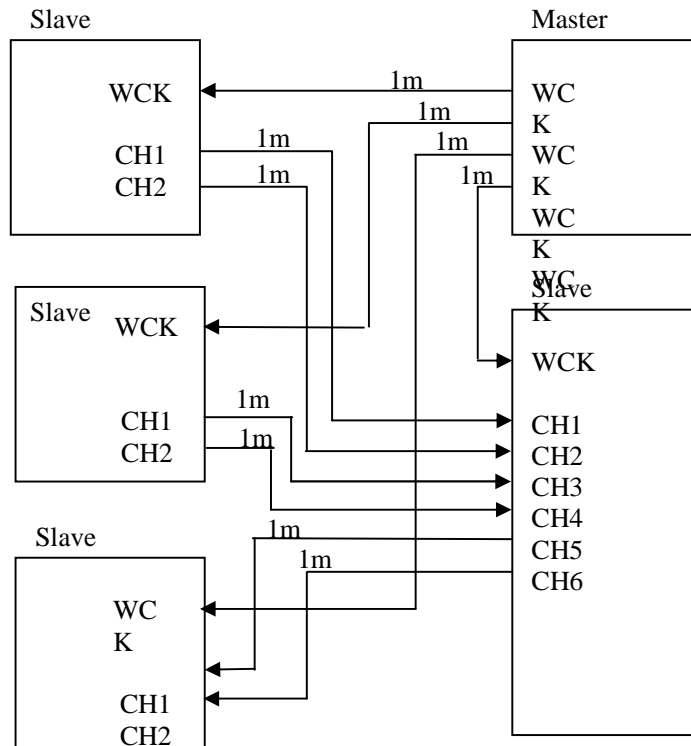 Slave
WCK
CH1
CH2
1m
1m
1m
1m
1m
1m
Master
WC
K
WC
K
WC
K
WC
K
Slave
WCK
CH1
CH2
1m
1m
Slave
WCK
CH1
CH2
CH3
CH4
CH5
CH6
1m
1m
Slave
WC
K
CH1
CH2